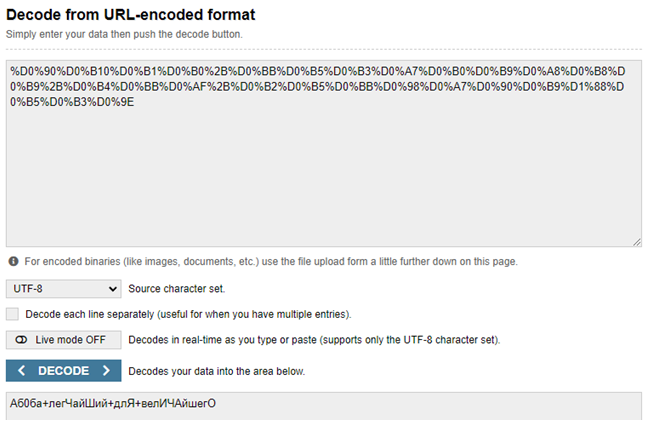 Decode from URL-encoded format
Simply enter your data then push the decode button.
%D0%90%D0%B10%D0%B1%D0%B0%2B%D0%BB%D0%B5%D0%B3%D0%A7%D0%B0%D0%B9%D0%A8%D0%B8%D
0%B9%2B%D0%B4%D0%BB%D0%AF%2B%D0%B2%D0%B5%D0%BB%D0%98%D0%A7%D0%90%D0%B9%D1%88%D
0%B5%D0%B3%D0%9E
For encoded binaries (like images, documents, etc.) use the file upload form a little further down on this page.
UTF-8 Source character set.
Decode each line separately (useful for when you have multiple entries).
Live mode OFF Decodes in real-time as you type or paste (supports only the UTF-8 character set).
DECODE Decodes your data into the area below.
Аб0ба+легЧайШий+длЯ+велИЧАйшегО